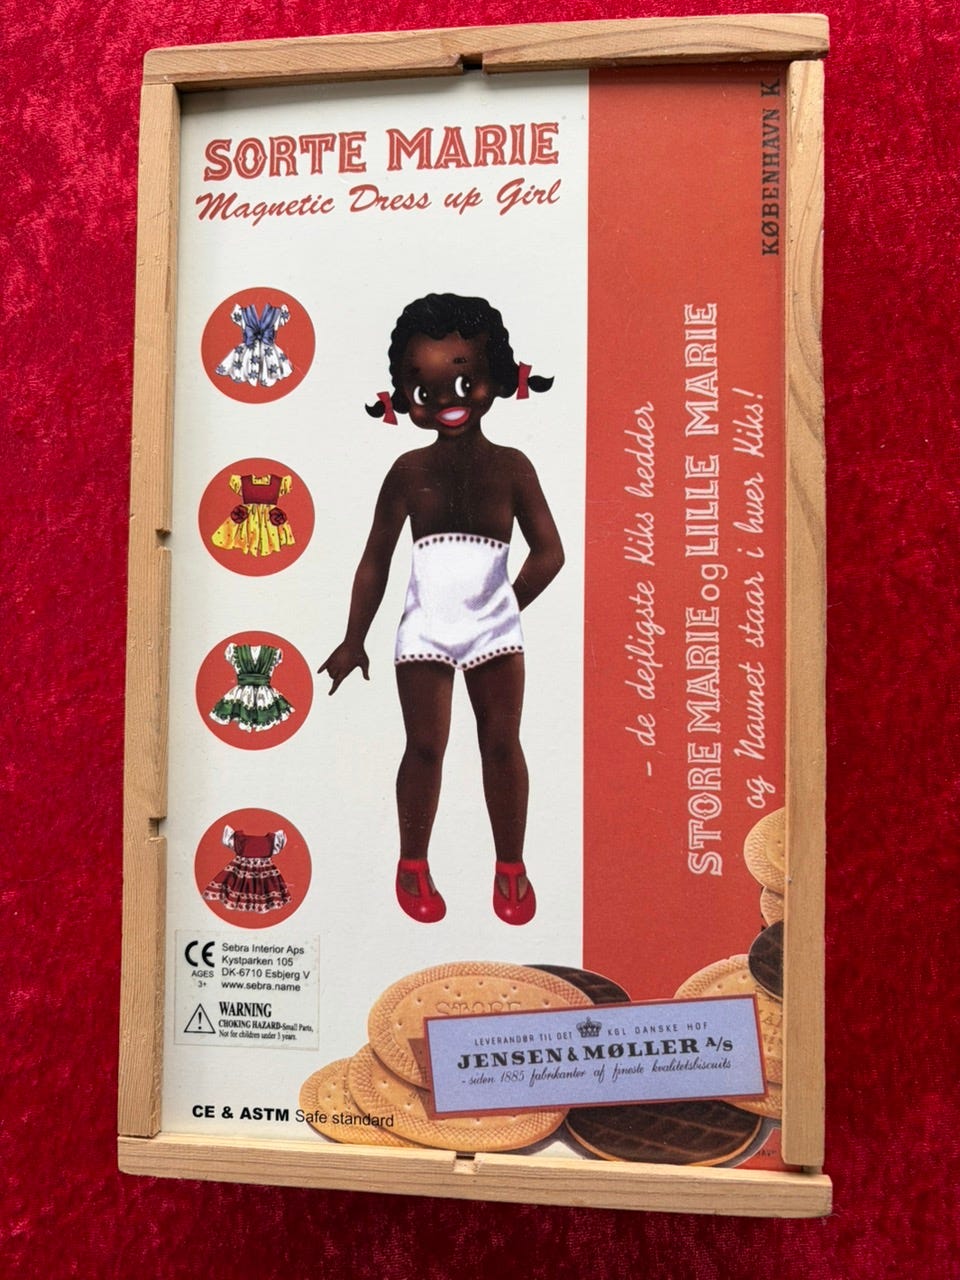 SORTE MARIE
Magnetic Dress up Girl
KØBENHAVN K
- de dejligste Kiks hedder
STORE MARIE og LILLE MARIE
og Navnet staar i hver Kiks!
CE
AGES
3+
Sebra Interior Aps
Kystparken 105
DK-6710 Esbjerg V
www.sebra.name
WARNING
CHOKING HAZARD-Small Parts,
Not for children under 3 years.
STORE
LEVERANDØR TIL DET KGL DANSKE HOF
JENSEN & MØLLER A/S
- siden 1885 fabrikanter af fineste kvalitetsbiscuits
CE & ASTM Safe standard